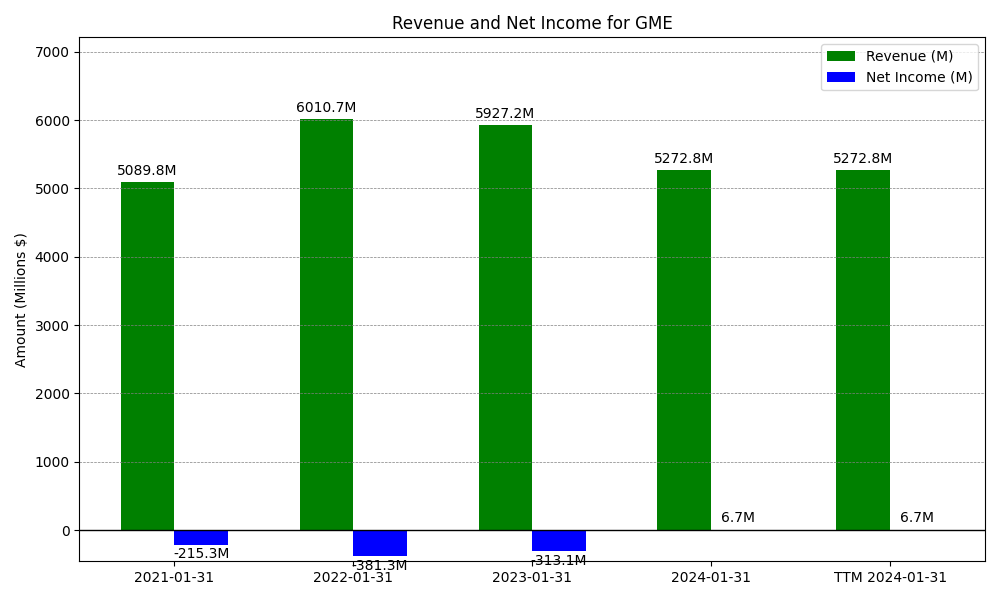 Revenue and Net Income for GME
Revenue (M)
Net Income (M)
Amount (Millions $)
7000
6000
5000
4000
3000
2000
1000
0
5089.8M
6010.7M
5927.2M
5272.8M
5272.8M
-215.3M
-381.3M
-313.1M
6.7M
6.7M
2021-01-31
2022-01-31
2023-01-31
2024-01-31
TTM 2024-01-31